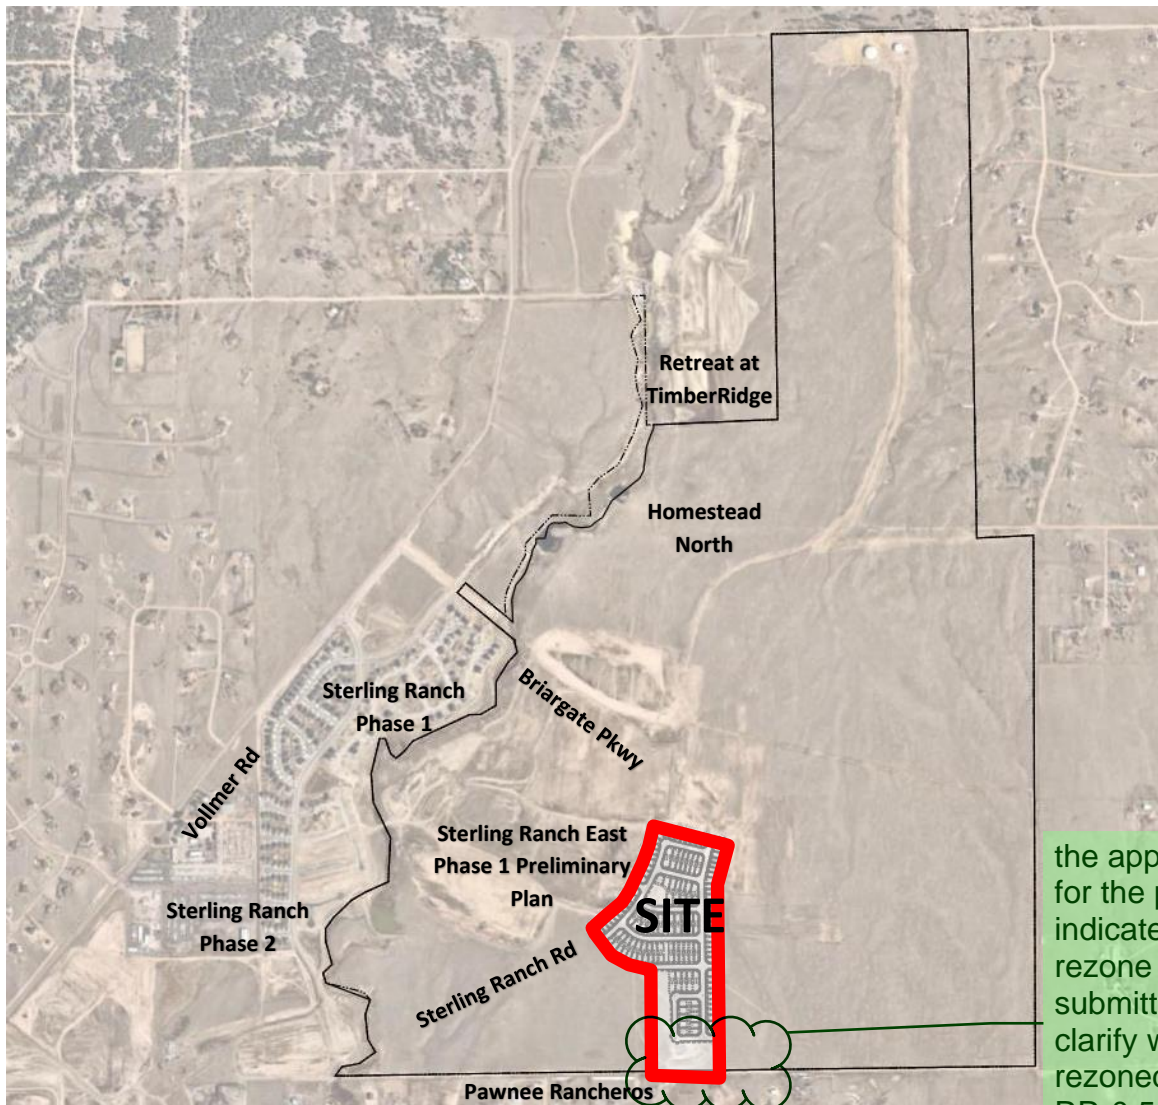 Retreat at
TimberRidge
Homestead
North
Sterling Ranch
Phase 1
Briargate Pkwy
Vollmer Rd
Sterling Ranch East
Phase 1 Preliminary
Plan
SITE
Sterling Ranch
Phase 2
Sterling Ranch Rd
Pawnee Rancheros
the app
for the p
indicate
rezone
submitt
clarify w
rezoned